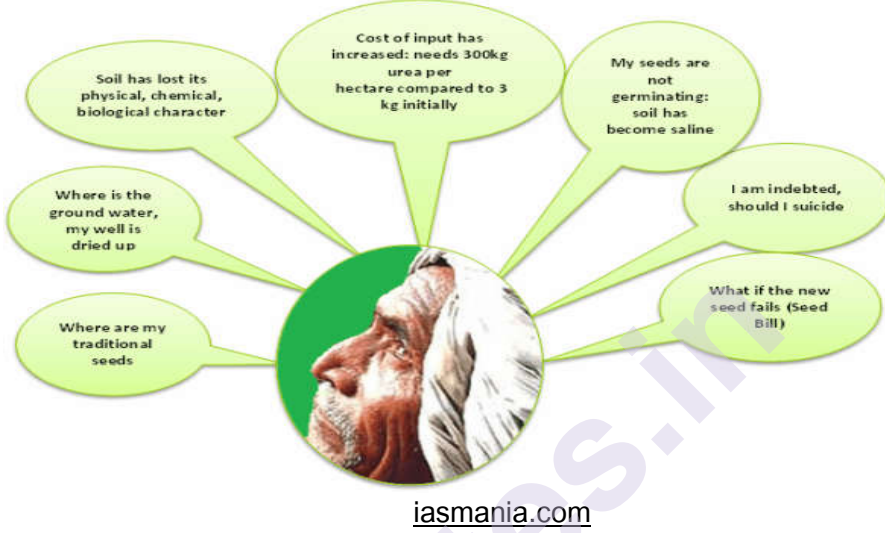 Cost of input has
increased: needs 300kg
urea per
hectare compared to 3
kg initially
Soil has lost its
physical, chemical,
biological character
My seeds are
not
germinating:
soil has
become saline
Where is the
ground water,
my well is
dried up
I am indebted,
should I suicide
What if the new
seed fails (Seed
Bill)
Where are my
traditional
seeds
iasmania.com